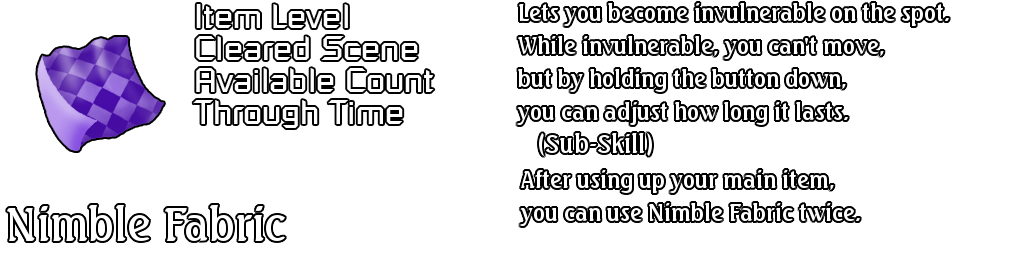 Item Level
Cleared Scene
Available Count
Through Time
Nimble Fabric
Lets you become invulnerable on the spot.
While invulnerable, you can't move,
but by holding the button down,
you can adjust how long it lasts.
(Sub-Skill)
After using up your main item,
you can use Nimble Fabric twice.